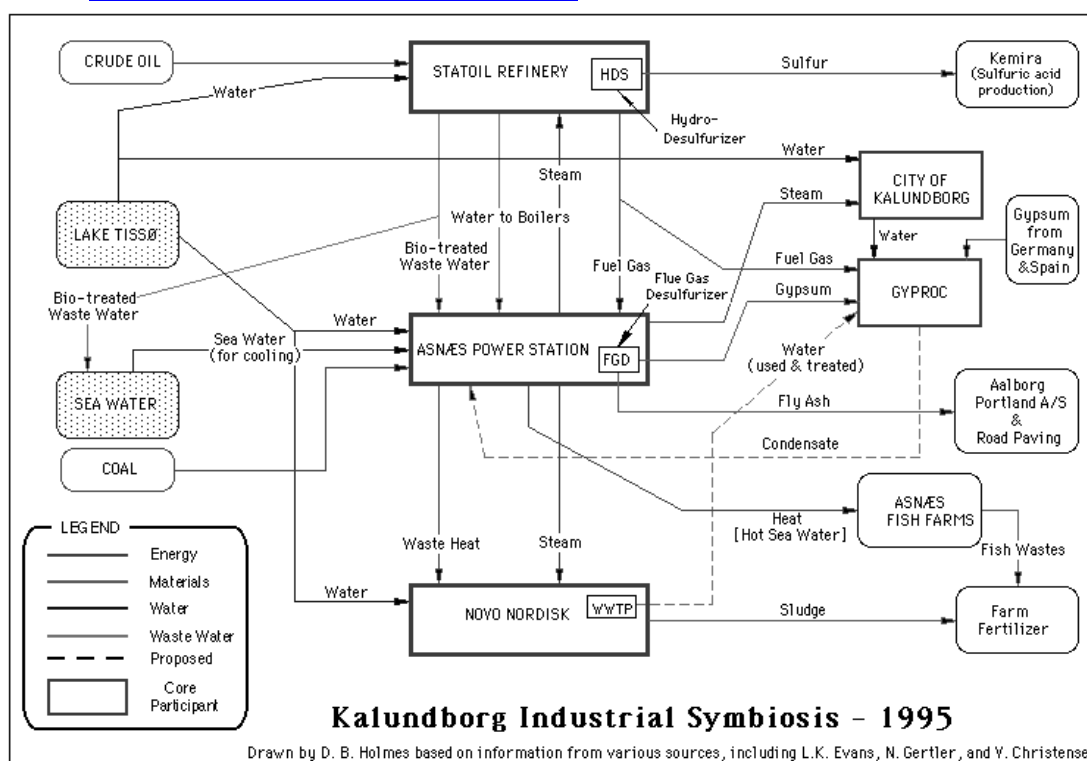 CRUDE OIL
STATOIL REFINERY
HDS
Sulfur
Kemira
(Sulfuric acid
production)
Water
Hydro-
Desulfurizer
Water
Steam
Steam
CITY OF
KALUNDBORG
Gypsum
from
Germany
&Spain
LAKE TISSØ
Water to Boilers
Bio-treated
Waste Water
Water
Fuel Gas
Fuel Gas
Flue Gas
Desulfurizer
Gypsum
GYPROC
Bio-treated
Waste Water
Water
Sea Water
(for cooling)
ASNÆS POWER STATION
FGD
Water
(used & treated)
SEA WATER
Fly Ash
Aalborg
Portland A/S
&
Road Paving
COAL
Condensate
ASNÆS
FISH FARMS
Heat
[Hot Sea Water]
Waste Heat
Steam
Fish Wastes
Water
NOVO NORDISK
WWTP
Sludge
Farm
Fertilizer
LEGEND
Energy
Materials
Water
Waste Water
Proposed
Core
Participant
Kalundborg Industrial Symbiosis - 1995
Drawn by D. B. Holmes based on information from various sources, including L.K. Evans, N. Gertler, and V. Christense